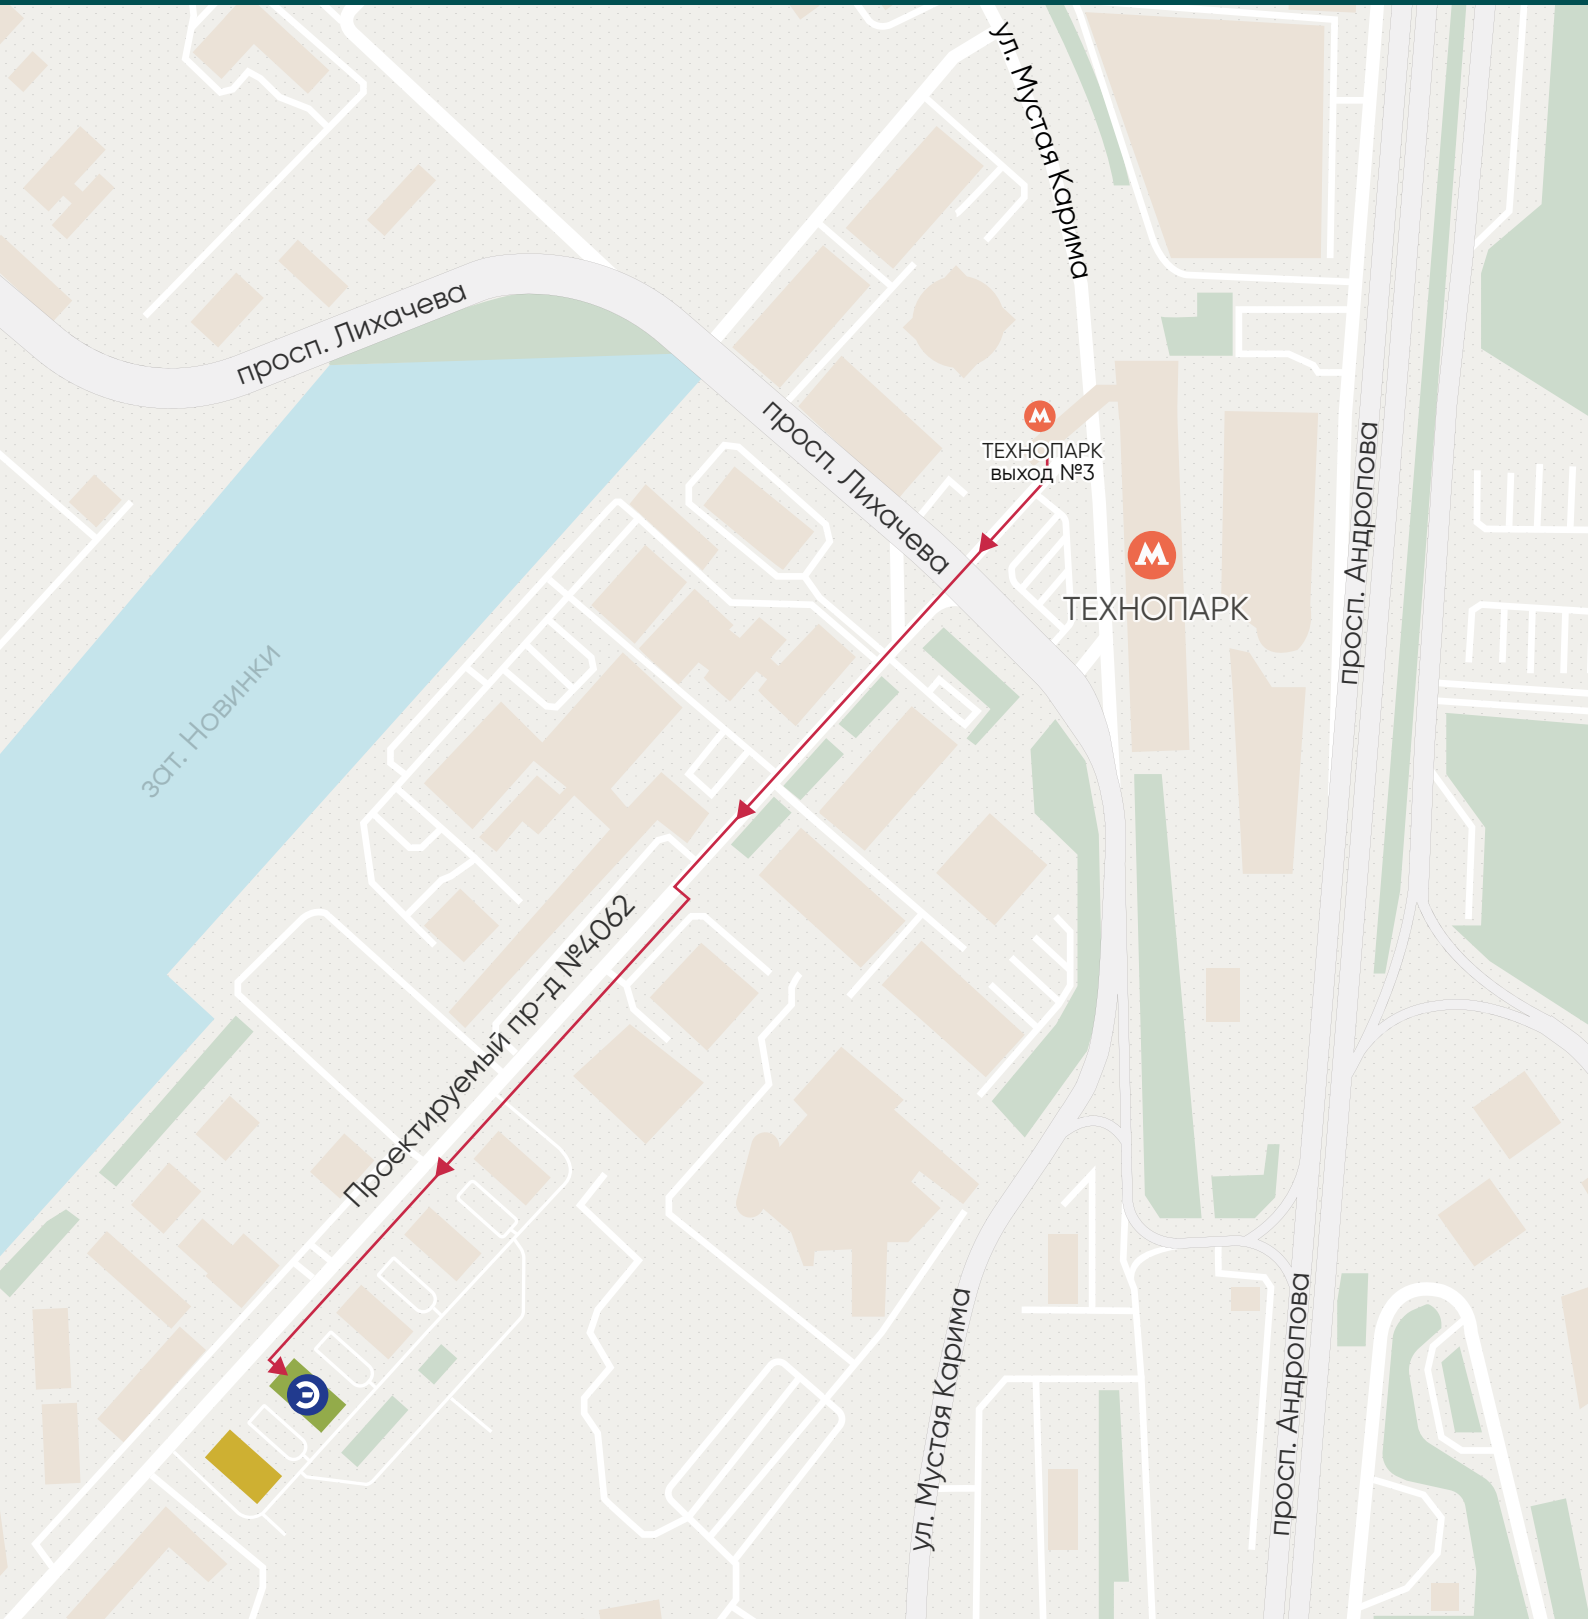 ул. Мустая Карима
просп. Лихачева
просп. Лихачева
М
ТЕХНОПАРК
выход №3
М
ТЕХНОПАРК
просп. Андропова
зат. Новинки
Проектируемый пр-д №4062
ул. Мустая Карима
просп. Андропова
Э